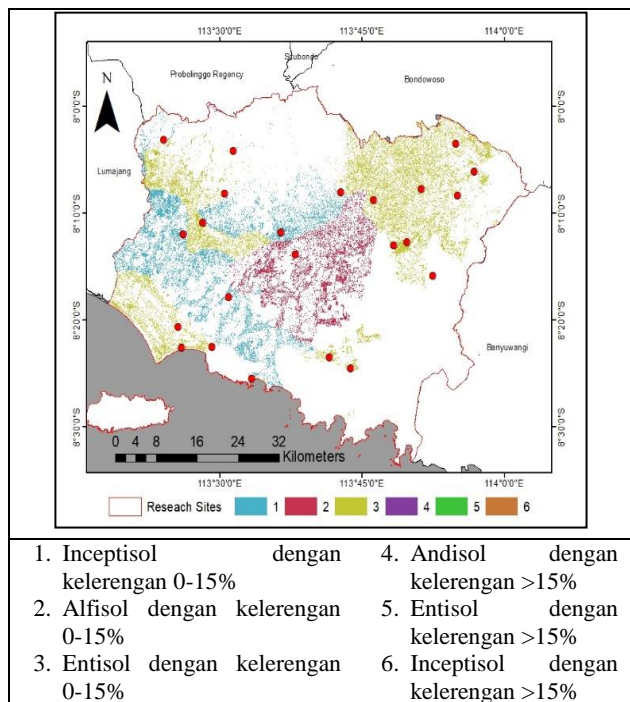 113°30'0"E 113°45'0"E 114°0'0"E
Probolinggo Regency
Bondowoso
N
8°0'0"S
8°0'0"S
Lumajang
8°10'0"S
8°10'0"S
8°20'0"S
8°20'0"S
Banyuwangi
8°30'0"S
8°30'0"S
0 4 8 16 24 32
Kilometers
113°30'0"E 113°45'0"E 114°0'0"E
Reseach Sites 1 2 3 4 5 6
1. Inceptisol dengan
kelerengan 0-15%
2. Alfisol dengan kelerengan
0-15%
3. Entisol dengan kelerengan
0-15%
4. Andisol dengan
kelerengan >15%
5. Entisol dengan
kelerengan >15%
6. Inceptisol dengan
kelerengan >15%